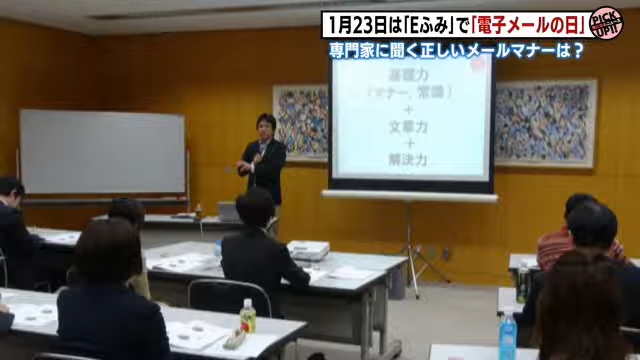 1月23日は「Eふみ」で「電子メールの日」
PICK UP!!
専門家に聞く正しいメールマナーは？
基礎力
（マナー，常識）
+
文章力
+
解決力